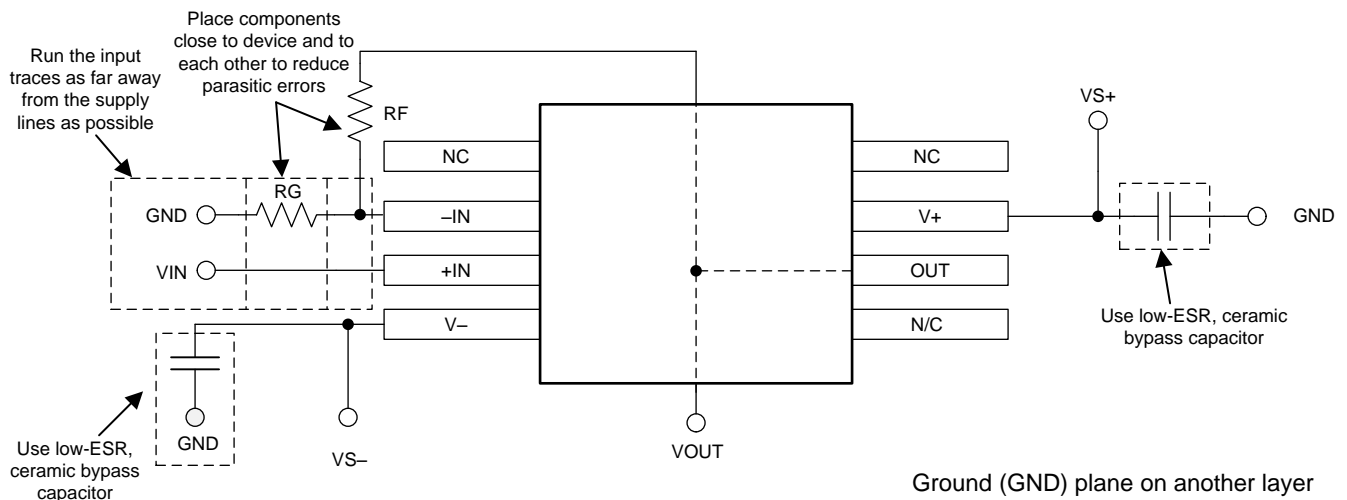 Place components
close to device and to
each other to reduce
parasitic errors
Run the input
traces as far away
from the supply
lines as possible
RF
VS+
NC
NC
RG
GND
–IN
V+
GND
VIN
+IN
OUT
V–
N/C
Use low-ESR, ceramic
bypass capacitor
GND
VS–
VOUT
Use low-ESR,
ceramic bypass
capacitor
Ground (GND) plane on another layer